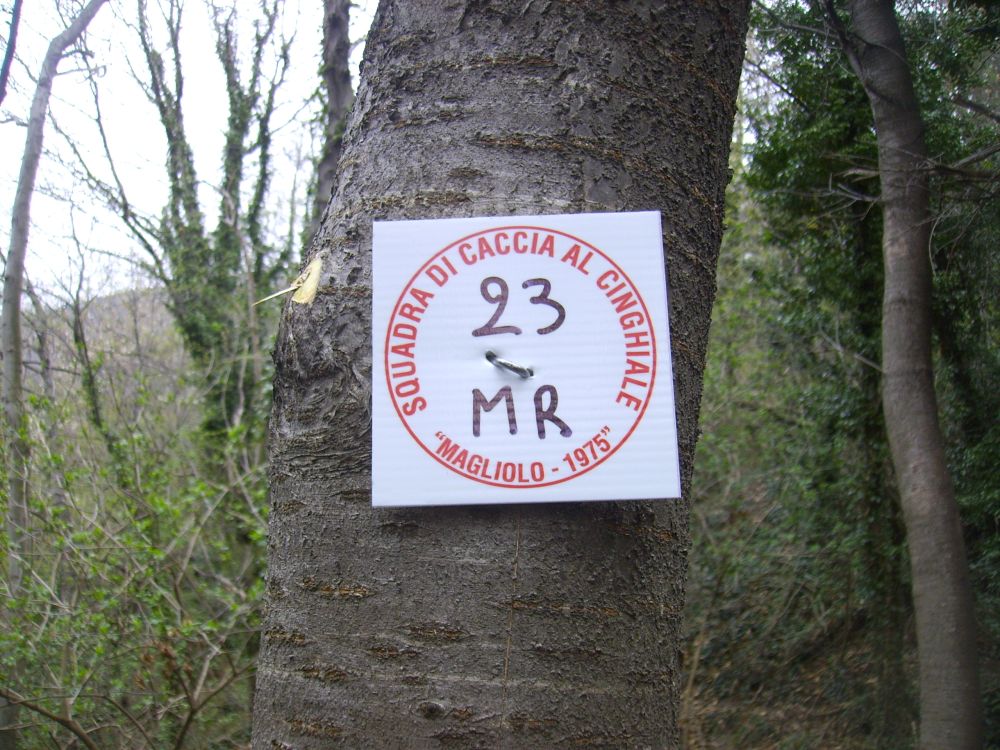 SQUADRA DI CACCIA AL CINGHIALE
23
MR
"MAGLIOLO - 1975"